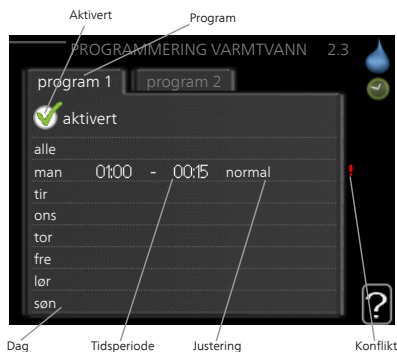 Aktivert
Program
PROGRAMMERING VARMTVANN 2.3
program 1 program 2
aktivert
alle
man 01:00 - 00:15 normal !
tir
ons
tor
fre
lør
søn
?
Dag Tidsperiode Justering Konflikt